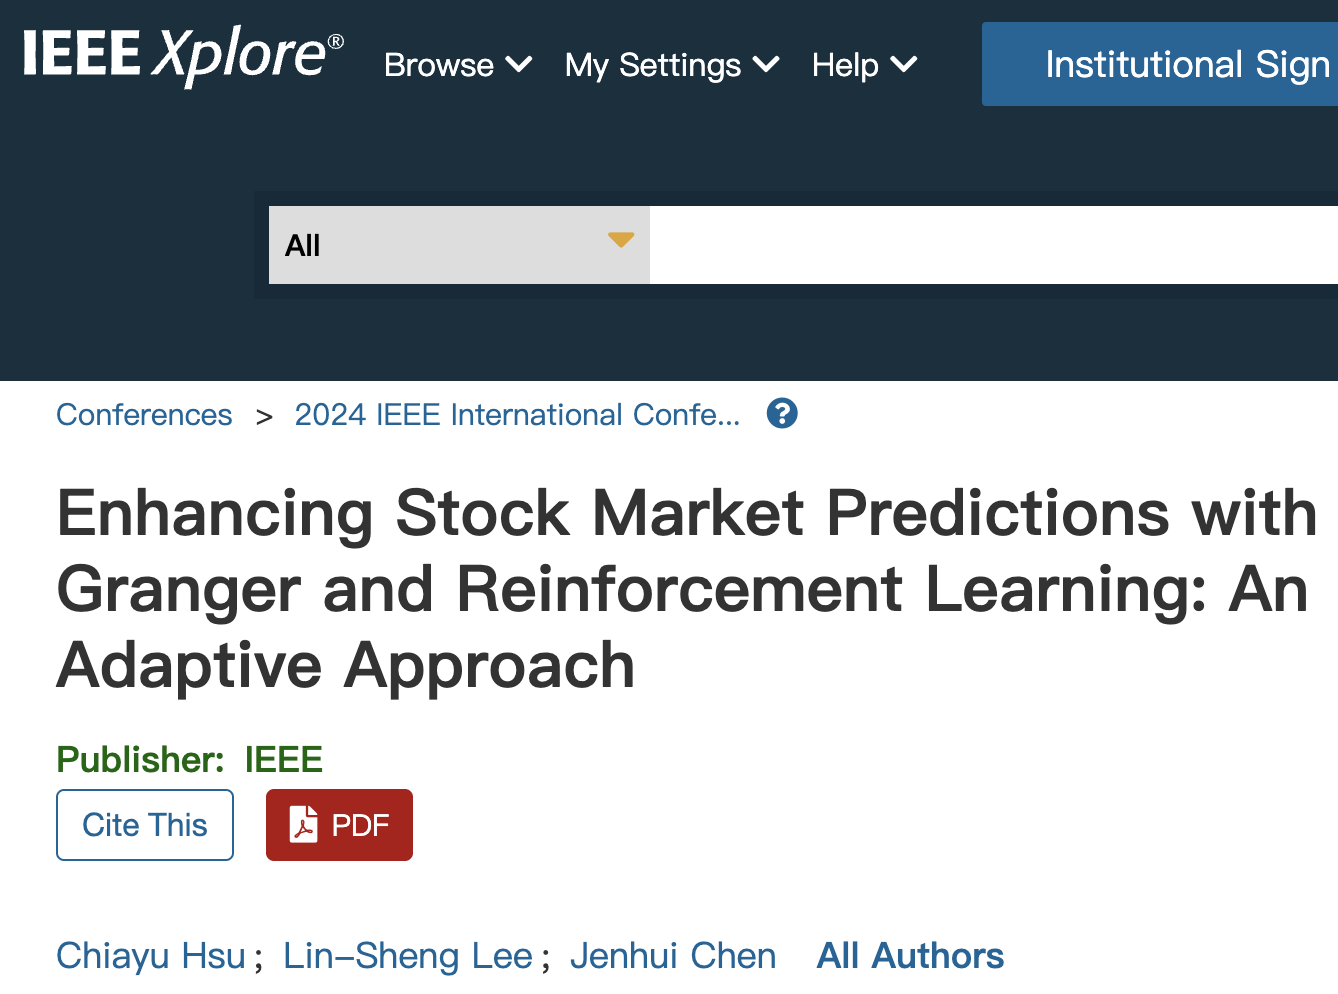 IEEE Xplore® Browse My Settings Help Institutional Sign
All
Conferences > 2024 IEEE International Confe... ?
Enhancing Stock Market Predictions with
Granger and Reinforcement Learning: An
Adaptive Approach
Publisher: IEEE
Cite This PDF
Chiayu Hsu ; Lin–Sheng Lee ; Jenhui Chen All Authors